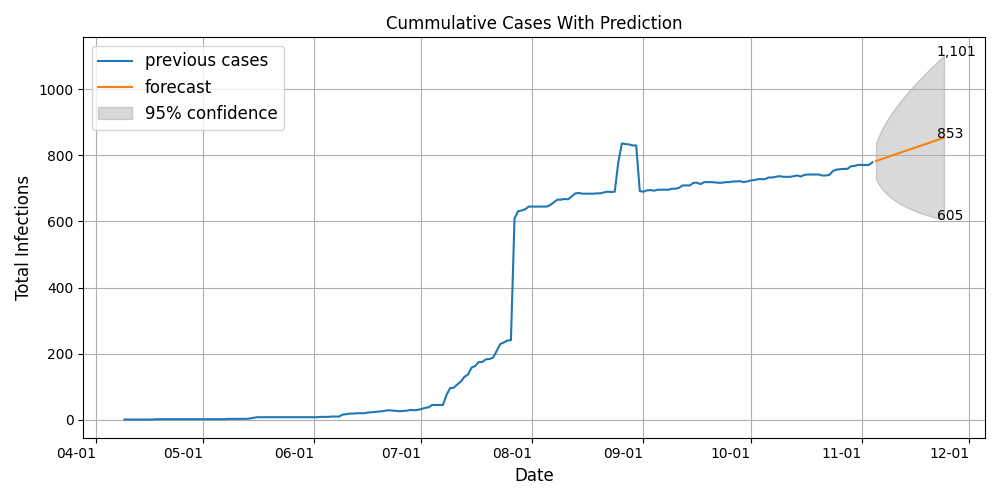 Cummulative Cases With Prediction
previous cases
forecast
95% confidence
1,101
853
605
1000
800
600
400
200
0
Total Infections
04-01 05-01 06-01 07-01 08-01 09-01 10-01 11-01 12-01
Date